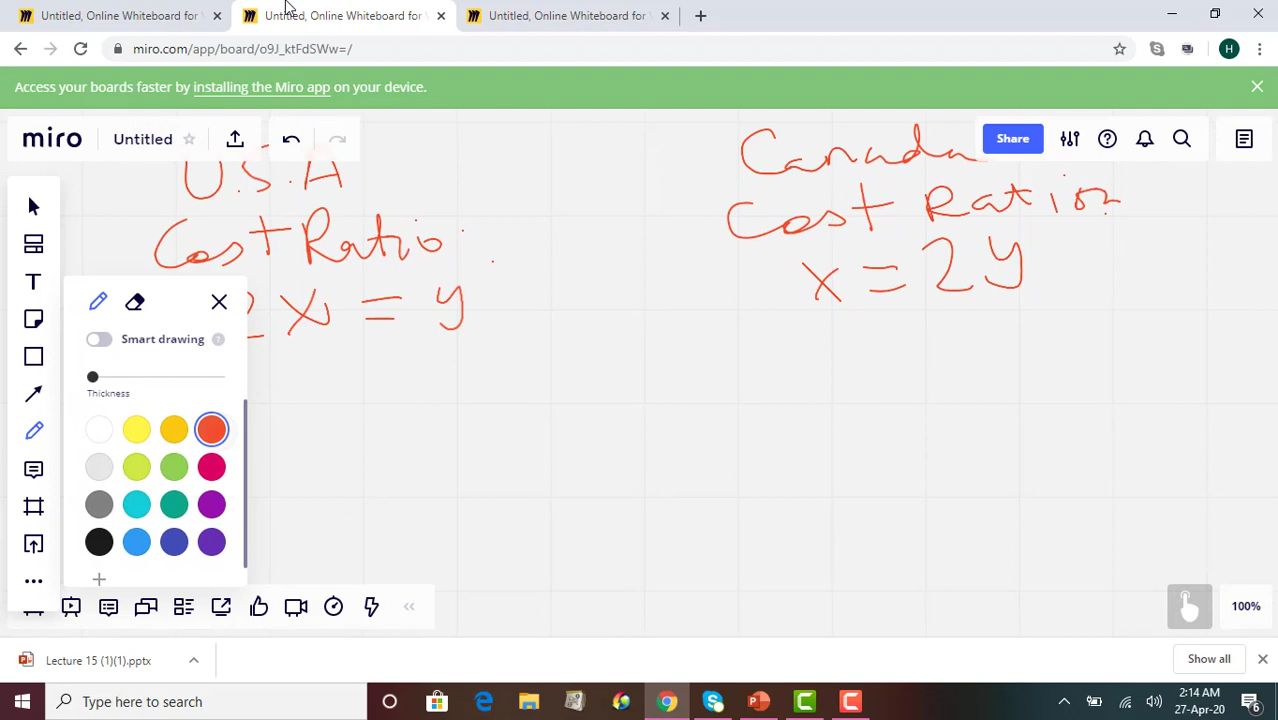 Untitled, Online Whiteboard for V
Untitled, Online Whiteboard for V
Untitled, Online Whiteboard for V
miro.com/app/board/o9J_ktFdSWw=/
H
Access your boards faster by installing the Miro app on your device.
miro
Untitled
Share
U.S.A
Cost Ratio
2 x = y
Canada
Cost Ration
x = 2y
T
Smart drawing
?
Thickness
100%
Lecture 15 (1)(1).pptx
Show all
Type here to search
2:14 AM
27-Apr-20
6